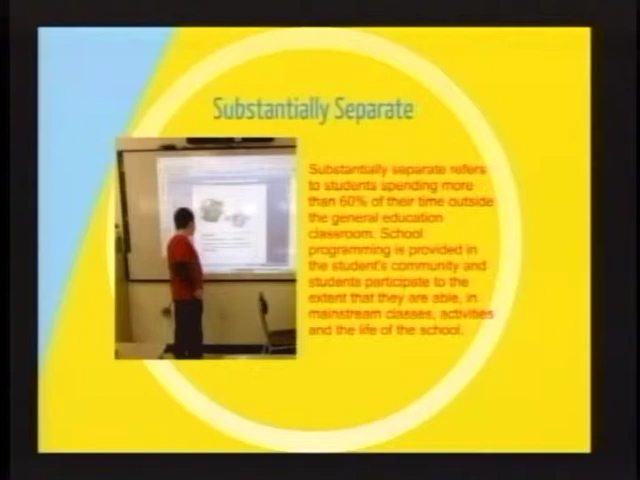 Substantially Separate
Substantially separate refers
to students spending more
than 60% of their time outside
the general education
classroom. School
programming is provided in
the student's community and
students participate to the
extent that they are able, in
mainstream classes, activities
and the life of the school.